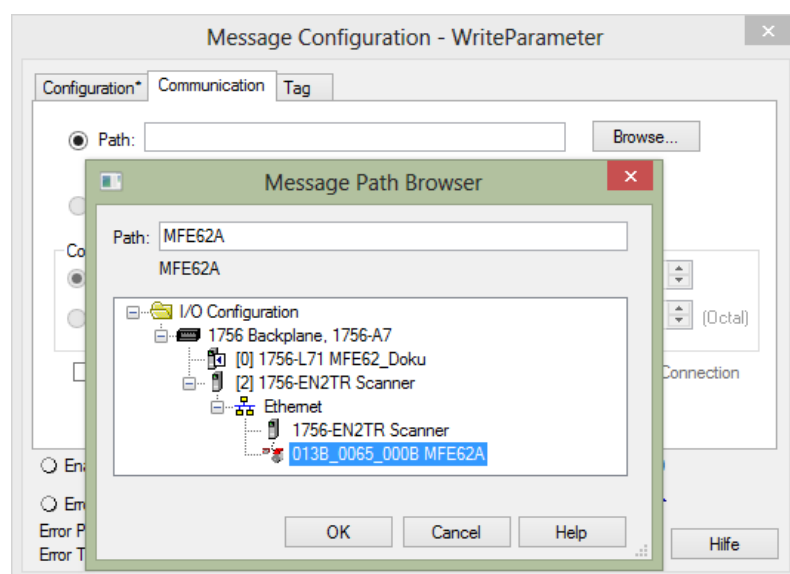 Message Configuration - WriteParameter
Configuration* Communication Tag
Path: Browse...
Message Path Browser
Path: MFE62A
MFE62A
I/O Configuration
1756 Backplane, 1756-A7
[0] 1756-L71 MFE62_Doku
[2] 1756-EN2TR Scanner
Ethernet
1756-EN2TR Scanner
013B_0065_000B MFE62A
(Octal)
Connection
OK Cancel Help
Hilfe